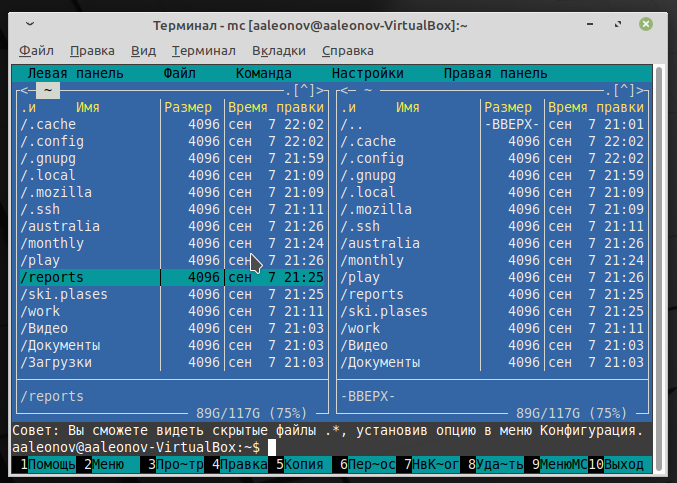 Терминал - mc [aaleonov@aaleonov-VirtualBox]:~
Файл Правка Вид Терминал Вкладки Справка
Левая панель Файл Команда Настройки Правая панель
<─ ~ .[^]> <─ ~ .[^]>
.и Имя Размер Время правки .и Имя Размер Время правки
/.cache 4096 сен 7 22:02 /.. -ВВЕРХ- сен 7 21:01
/.config 4096 сен 7 22:02 /.cache 4096 сен 7 22:02
/.gnupg 4096 сен 7 21:59 /.config 4096 сен 7 22:02
/.local 4096 сен 7 21:09 /.gnupg 4096 сен 7 21:59
/.mozilla 4096 сен 7 21:09 /.local 4096 сен 7 21:09
/.ssh 4096 сен 7 21:11 /.mozilla 4096 сен 7 21:09
/australia 4096 сен 7 21:26 /.ssh 4096 сен 7 21:11
/monthly 4096 сен 7 21:24 /australia 4096 сен 7 21:26
/play 4096 сен 7 21:26 /monthly 4096 сен 7 21:24
/reports 4096 сен 7 21:25 /play 4096 сен 7 21:26
/ski.plases 4096 сен 7 21:25 /reports 4096 сен 7 21:25
/work 4096 сен 7 21:11 /ski.plases 4096 сен 7 21:25
/Видео 4096 сен 7 21:03 /work 4096 сен 7 21:11
/Документы 4096 сен 7 21:03 /Видео 4096 сен 7 21:03
/Загрузки 4096 сен 7 21:03 /Документы 4096 сен 7 21:03
/reports -ВВЕРХ-
89G/117G (75%) 89G/117G (75%)
Совет: Вы сможете видеть скрытые файлы .*, установив опцию в меню Конфигурация.
aaleonov@aaleonov-VirtualBox:~$
1Помощь 2Меню 3Про~тр 4Правка 5Копия 6Пер~ос 7НвК~ог 8Уда~ть 9МенюМС 10Выход